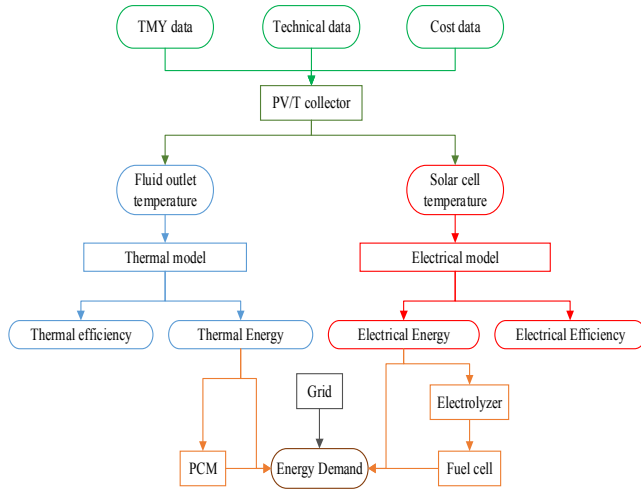 TMY data
Technical data
Cost data
PV/T collector
Fluid outlet
temperature
Solar cell
temperature
Thermal model
Electrical model
Thermal efficiency
Thermal Energy
Electrical Energy
Electrical Efficiency
Grid
Electrolyzer
PCM
Energy Demand
Fuel cell